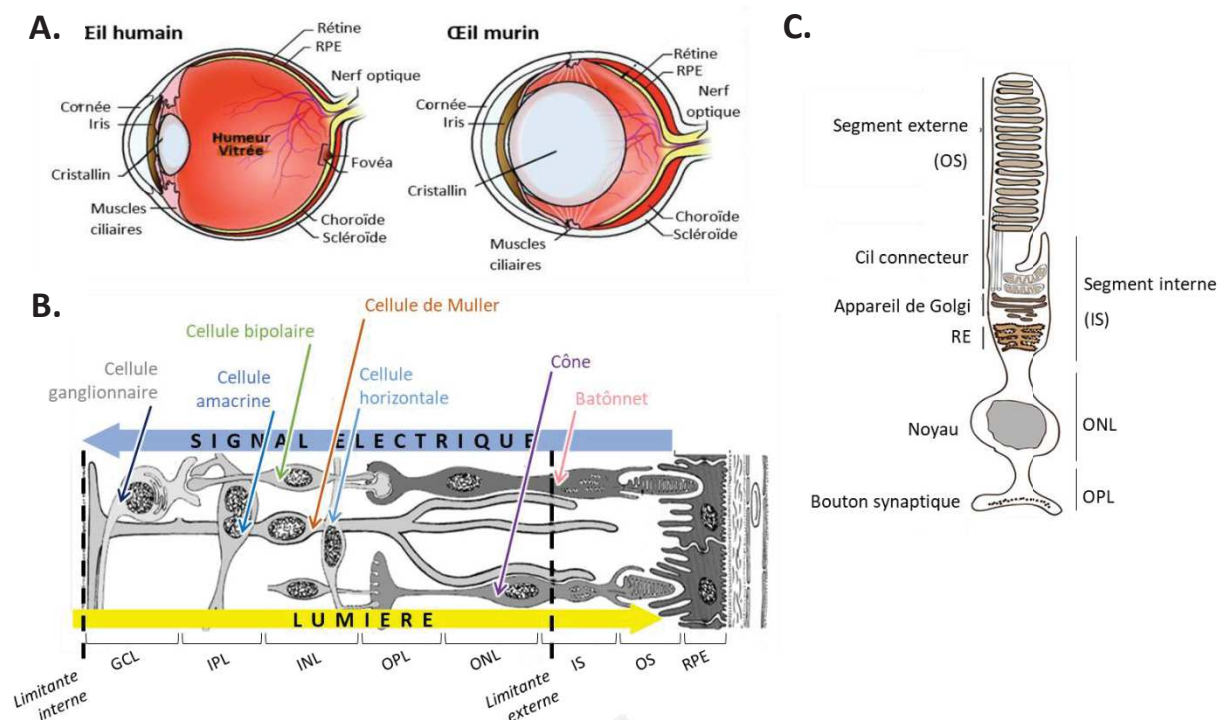 A.
Œil humain
Rétine
RPE
Nerf optique
Cornée
Iris
Humeur
Vitrée
Fovéa
Cristallin
Muscles
ciliaires
Choroïde
Scléroïde
Œil murin
Rétine
RPE
Nerf
optique
Cornée
Iris
Cristallin
Choroïde
Scléroïde
Muscles
ciliaires
B.
Cellule de Muller
Cellule bipolaire
Cellule
ganglionnaire
Cellule
amacrine
Cellule
horizontale
Cône
Batônnet
SIGNAL ELECTRIQUE
LUMIERE
GCL
IPL
INL
OPL
ONL
IS
OS
RPE
Limitante
interne
Limitante
externe
C.
Segment externe
(OS)
Cil connecteur
Appareil de Golgi
RE
Segment interne
(IS)
Noyau
ONL
Bouton synaptique
OPL